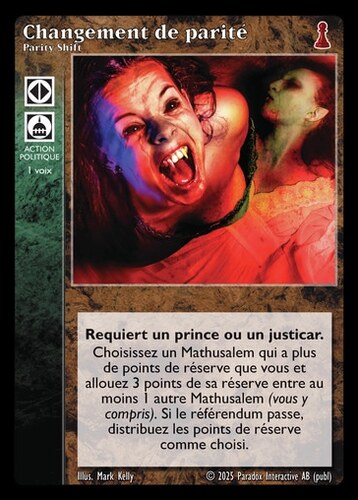 Changement de parité
Parity Shift
ACTION
POLITIQUE
1 voix
Requiert un prince ou un justicar.
Choisissez un Mathusalem qui a plus
de points de réserve que vous et
allouez 3 points de sa réserve entre au
moins 1 autre Mathusalem (vous y
compris). Si le référendum passe,
distribuez les points de réserve
comme choisi.
Illus. Mark Kelly
© 2025 Paradox Interactive AB (publ)